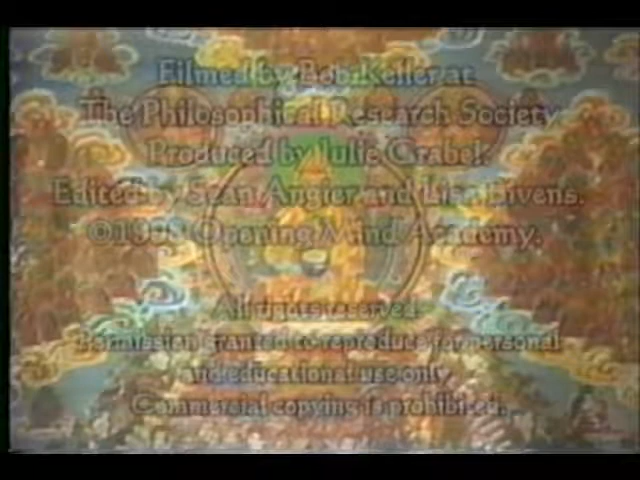 Filmed by Bob Keller at
The Philosophical Research Society.
Produced by Julie Grabel.
Edited by Sean Angier and Lisa Bivens.
Opening Mind Academy.
All rights reserved
Permission granted to reproduce for personal
and educational use only.
Commercial copying is prohibited.